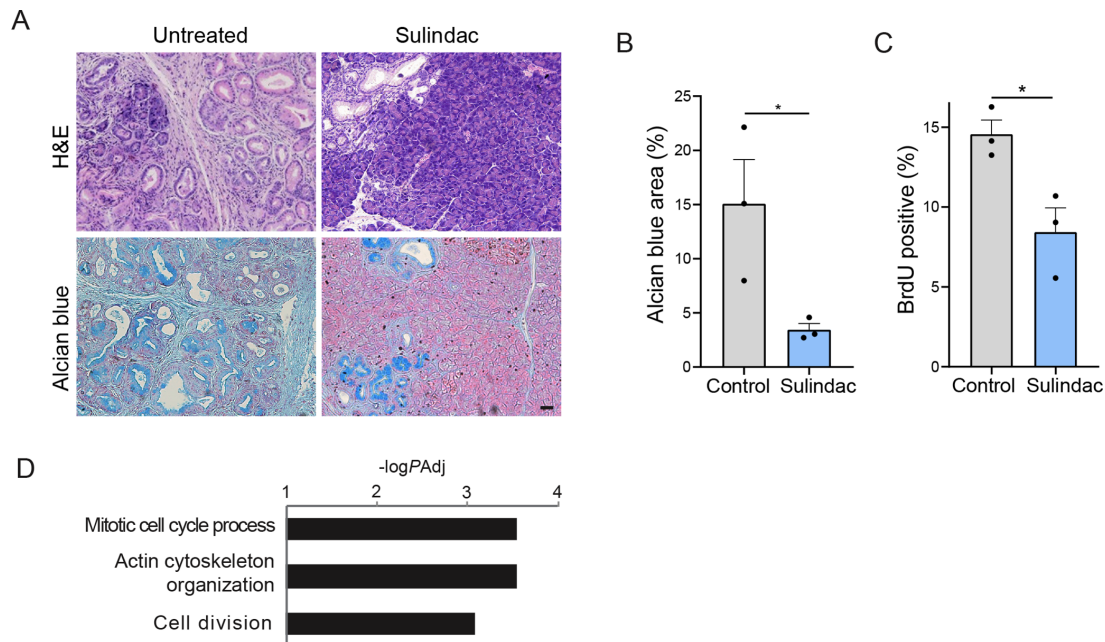 A
Untreated
Sulindac
H&E
Alcian blue
B
Alcian blue area (%)
25
20
15
10
5
0
*
Control
Sulindac
C
BrdU positive (%)
15
10
5
0
*
Control
Sulindac
D
-logPAdj
1
2
3
4
Mitotic cell cycle process
Actin cytoskeleton
organization
Cell division